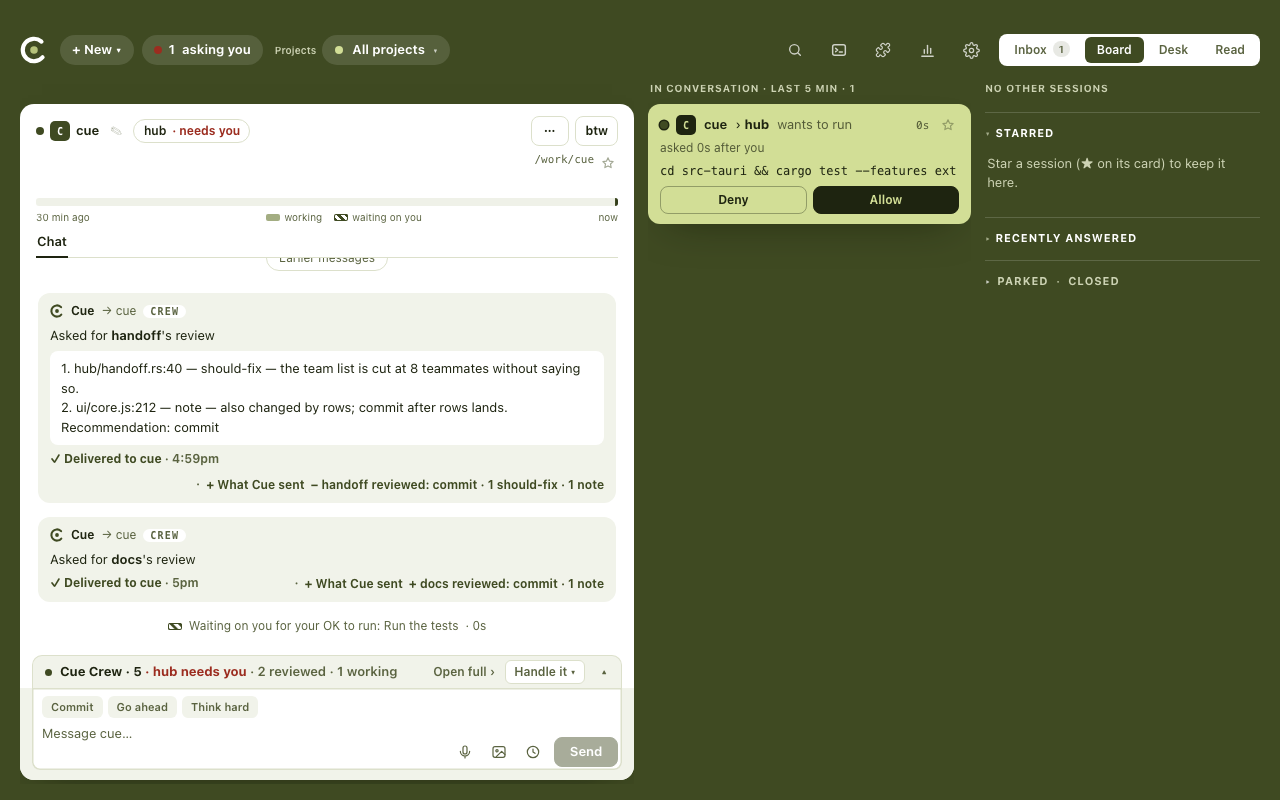 + New ▾
1 asking you
Projects
All projects ▾
Inbox 1
Board
Desk
Read
C cue
hub · needs you
···
btw
/work/cue
30 min ago
working
waiting on you
now
Chat
Earlier messages
Cue → cue CREW
Asked for handoff's review
1. hub/handoff.rs:40 — should-fix — the team list is cut at 8 teammates without saying
so.
2. ui/core.js:212 — note — also changed by rows; commit after rows lands.
Recommendation: commit
✓ Delivered to cue · 4:59pm
· + What Cue sent – handoff reviewed: commit · 1 should-fix · 1 note
Cue → cue CREW
Asked for docs's review
✓ Delivered to cue · 5pm
· + What Cue sent + docs reviewed: commit · 1 note
Waiting on you for your OK to run: Run the tests · 0s
Cue Crew · 5 · hub needs you · 2 reviewed · 1 working
Open full ›
Handle it ▾
Commit
Go ahead
Think hard
Message cue…
Send
IN CONVERSATION · LAST 5 MIN · 1
C cue › hub wants to run 0s
asked 0s after you
cd src-tauri && cargo test --features ext
Deny
Allow
NO OTHER SESSIONS
▾ STARRED
Star a session (★ on its card) to keep it
here.
▸ RECENTLY ANSWERED
▸ PARKED · CLOSED